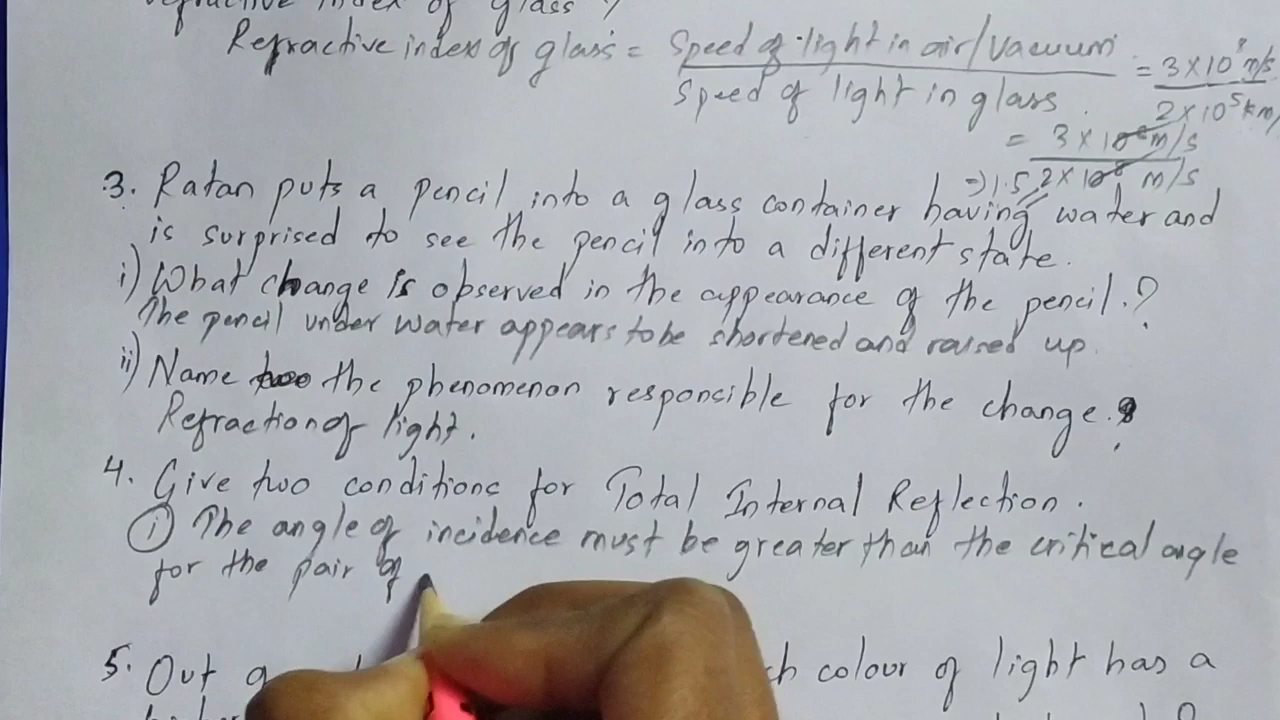 refractive index of glass ?
Refractive index of glass = Speed of light in air/Vacuum = 3×10⁸ m/s
Speed of light in glass 2×10⁵ km/
= 3×10⁸ m/s
2×10⁸ m/s
⇒ 1.5
3. Ratan puts a pencil into a glass container having water and
is surprised to see the pencil into a different state.
i) What change is observed in the appearance of the pencil.?
The pencil under water appears to be shortened and raised up.
ii) Name the phenomenon responsible for the change.
Refraction of light.
4. Give two conditions for Total Internal Reflection.
① The angle of incidence must be greater than the critical angle
for the pair of
5. Out colour of light has a